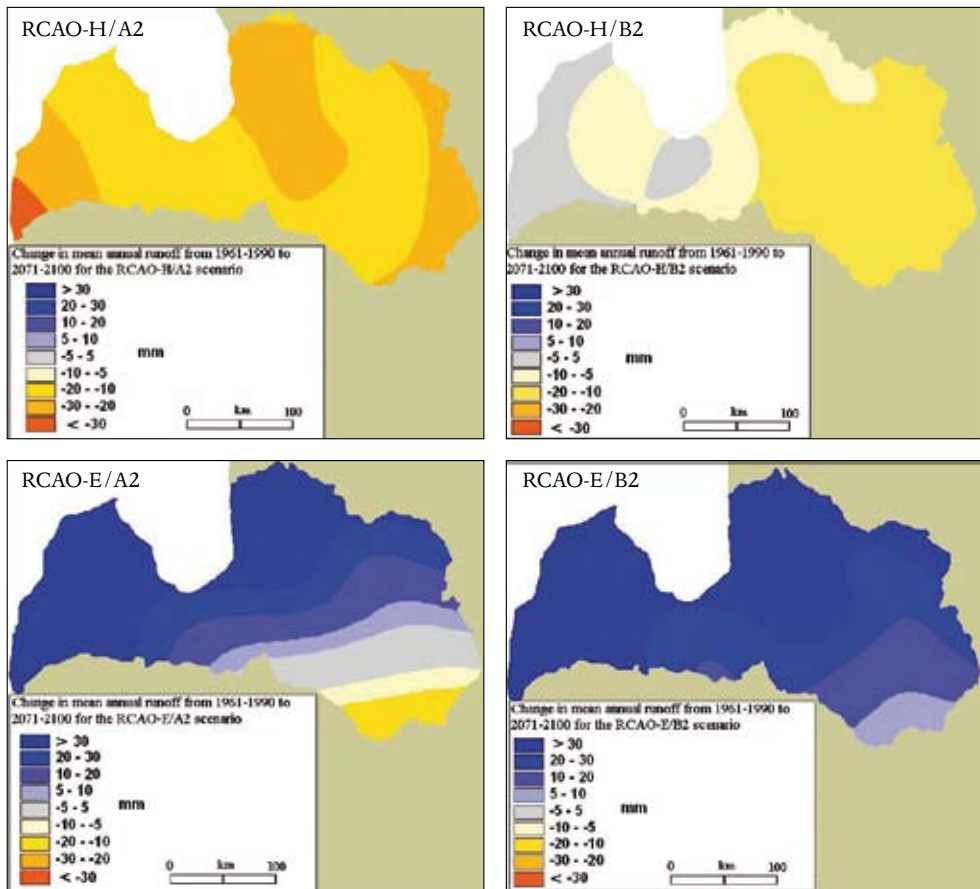 RCAO-H/A2
Change in mean annual runoff from 1961-1990 to
2071-2100 for the RCAO-H/A2 scenario
> 30
20 - 30
10 - 20
5 - 10
-5 - 5
-10 - -5
-20 - -10
-30 - -20
< -30
mm
0 km 100
RCAO-H/B2
Change in mean annual runoff from 1961-1990 to
2071-2100 for the RCAO-H/B2 scenario
> 30
20 - 30
10 - 20
5 - 10
-5 - 5
-10 - -5
-20 - -10
-30 - -20
< -30
mm
0 km 100
RCAO-E/A2
Change in mean annual runoff from 1961-1990 to
2071-2100 for the RCAO-E/A2 scenario
> 30
20 - 30
10 - 20
5 - 10
-5 - 5
-10 - -5
-20 - -10
-30 - -20
< -30
mm
0 km 100
RCAO-E/B2
Change in mean annual runoff from 1961-1990 to
2071-2100 for the RCAO-E/B2 scenario
> 30
20 - 30
10 - 20
5 - 10
-5 - 5
-10 - -5
-20 - -10
-30 - -20
< -30
mm
0 km 100